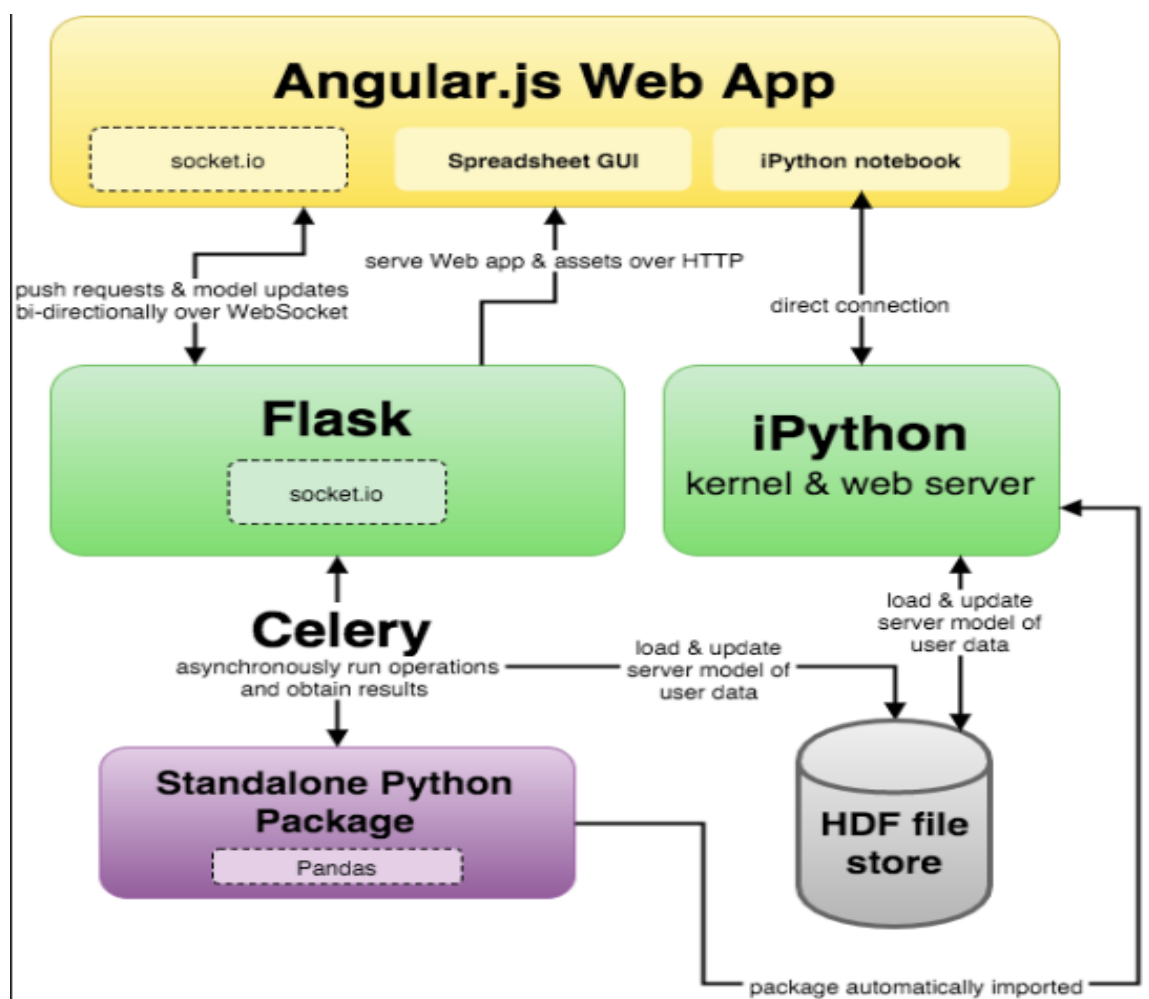 Angular.js Web App
socket.io
Spreadsheet GUI
iPython notebook
serve Web app & assets over HTTP
push requests & model updates
bi-directionally over WebSocket
direct connection
Flask
socket.io
iPython
kernel & web server
Celery
asynchronously run operations
and obtain results
load & update
server model of
user data
load & update
server model of
user data
Standalone Python
Package
Pandas
HDF file
store
package automatically imported